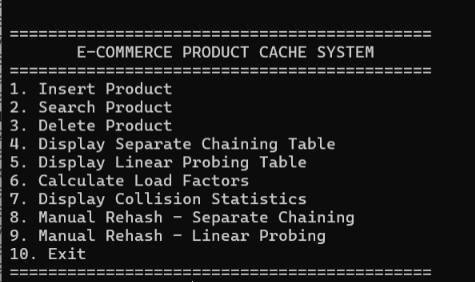 ============================================
E-COMMERCE PRODUCT CACHE SYSTEM
============================================
1. Insert Product
2. Search Product
3. Delete Product
4. Display Separate Chaining Table
5. Display Linear Probing Table
6. Calculate Load Factors
7. Display Collision Statistics
8. Manual Rehash - Separate Chaining
9. Manual Rehash - Linear Probing
10. Exit
============================================